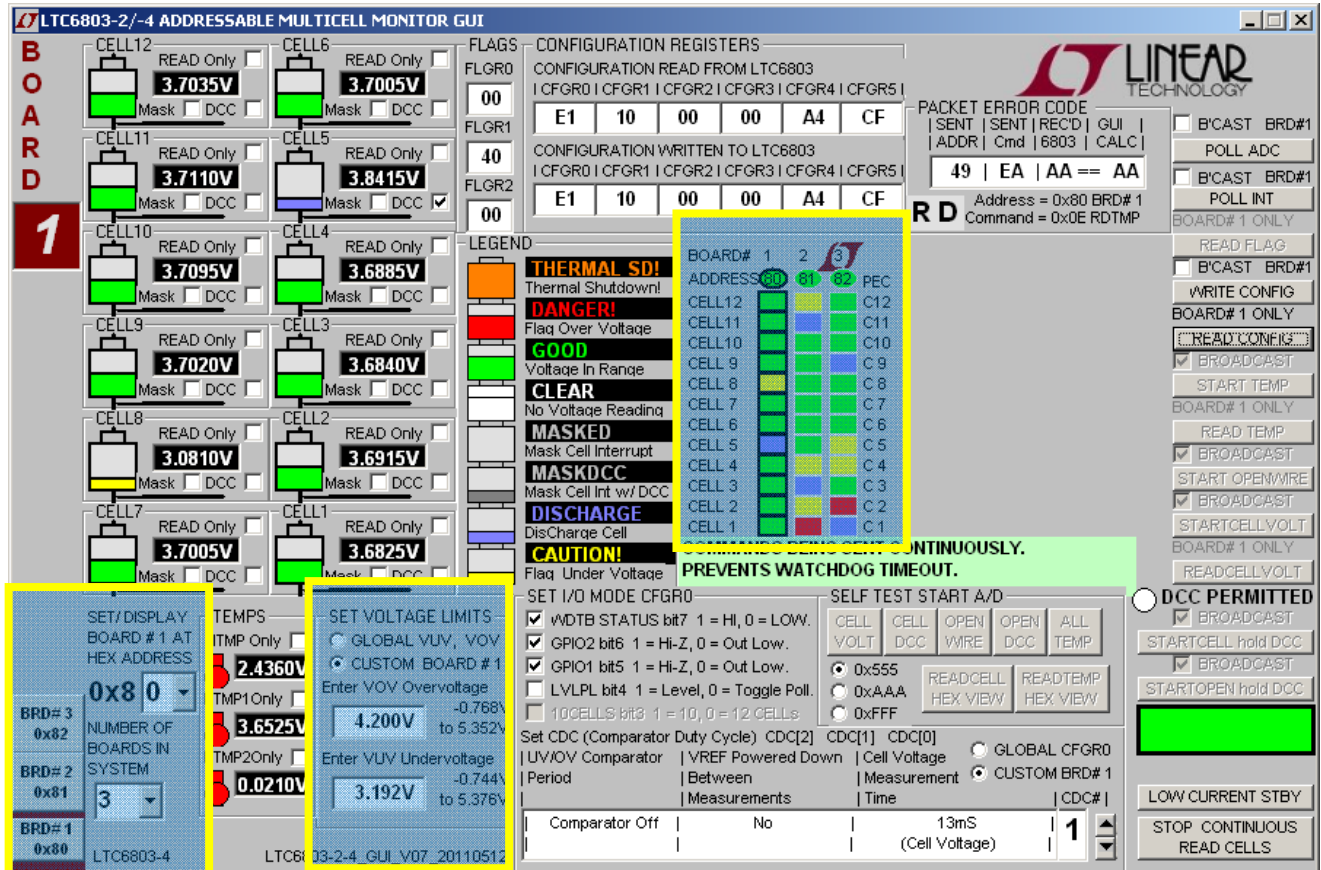 LTC6803-2/-4 ADDRESSABLE MULTICELL MONITOR GUI
BOARD
1
CELL12
READ Only
3.7035V
Mask DCC
CELL6
READ Only
3.7005V
Mask DCC
CELL11
READ Only
3.7110V
Mask DCC
CELL5
READ Only
3.8415V
Mask DCC
CELL10
READ Only
3.7095V
Mask DCC
CELL4
READ Only
3.6885V
Mask DCC
CELL9
READ Only
3.7020V
Mask DCC
CELL3
READ Only
3.6840V
Mask DCC
CELL8
READ Only
3.0810V
Mask DCC
CELL2
READ Only
3.6915V
Mask DCC
CELL7
READ Only
3.7005V
Mask DCC
CELL1
READ Only
3.6825V
Mask DCC
FLAGS
FLGR0
00
FLGR1
40
FLGR2
00
CONFIGURATION REGISTERS
CONFIGURATION READ FROM LTC6803
| CFGR0 | CFGR1 | CFGR2 | CFGR3 | CFGR4 | CFGR5 |
E1 10 00 00 A4 CF
CONFIGURATION WRITTEN TO LTC6803
| CFGR0 | CFGR1 | CFGR2 | CFGR3 | CFGR4 | CFGR5 |
E1 10 00 00 A4 CF
LINEAR
TECHNOLOGY
PACKET ERROR CODE
| SENT | SENT | REC'D | GUI |
| ADDR | Cmd | 6803 | CALC |
49 | EA | AA == AA
R D
Address = 0x80 BRD# 1
Command = 0x0E RDTMP
LEGEND
THERMAL SD!
Thermal Shutdown!
DANGER!
Flag Over Voltage
GOOD
Voltage In Range
CLEAR
No Voltage Reading
MASKED
Mask Cell Interrupt
MASKDCC
Mask Cell Int w/ DCC
DISCHARGE
DisCharge Cell
CAUTION!
Flag Under Voltage
BOARD# 1 2 3
ADDRESS 80 81 82 PEC
CELL12 C12
CELL11 C11
CELL10 C10
CELL 9 C 9
CELL 8 C 8
CELL 7 C 7
CELL 6 C 6
CELL 5 C 5
CELL 4 C 4
CELL 3 C 3
CELL 2 C 2
CELL 1 C 1
COMMANDS BEING SENT CONTINUOUSLY.
PREVENTS WATCHDOG TIMEOUT.
B'CAST BRD#1
POLL ADC
B'CAST BRD#1
POLL INT
BOARD# 1 ONLY
READ FLAG
B'CAST BRD#1
WRITE CONFIG
BOARD# 1 ONLY
READ CONFIG
BROADCAST
START TEMP
BOARD# 1 ONLY
READ TEMP
BROADCAST
START OPENWIRE
BROADCAST
STARTCELLVOLT
BOARD# 1 ONLY
READCELLVOLT
DCC PERMITTED
BROADCAST
STARTCELL hold DCC
BROADCAST
STARTOPEN hold DCC
LOW CURRENT STBY
STOP CONTINUOUS
READ CELLS
SET/DISPLAY
BOARD # 1 AT
HEX ADDRESS
0x8 0
NUMBER OF
BOARDS IN
SYSTEM
3
BRD# 3
0x82
BRD# 2
0x81
BRD# 1
0x80
LTC6803-4
TEMPS
ITMP Only
2.4360V
TMP1Only
3.6525V
TMP2Only
0.0210V
SET VOLTAGE LIMITS
GLOBAL VUV, VOV
CUSTOM BOARD # 1
Enter VOV Overvoltage
4.200V
-0.768V
to 5.352V
Enter VUV Undervoltage
3.192V
-0.744V
to 5.376V
LTC6803-2-4_GUI_V07_20110512
SET I/O MODE CFGR0
WDTB STATUS bit7 1 = HI, 0 = LOW.
GPIO2 bit6 1 = Hi-Z, 0 = Out Low.
GPIO1 bit5 1 = Hi-Z, 0 = Out Low.
LVLPL bit4 1 = Level, 0 = Toggle Poll.
10CELLS bit3 1 = 10, 0 = 12 CELLs
SELF TEST START A/D
CELL VOLT
CELL DCC
OPEN WIRE
OPEN DCC
ALL TEMP
0x555
0xAAA
0xFFF
READCELL HEX VIEW
READTEMP HEX VIEW
Set CDC (Comparator Duty Cycle) CDC[2] CDC[1] CDC[0]
GLOBAL CFGR0
CUSTOM BRD# 1
| UV/OV Comparator | VREF Powered Down | Cell Voltage
| Period | Between | Measurement
| | Measurements | Time | CDC# |
| Comparator Off | No | 13mS |
| | | (Cell Voltage) |
1